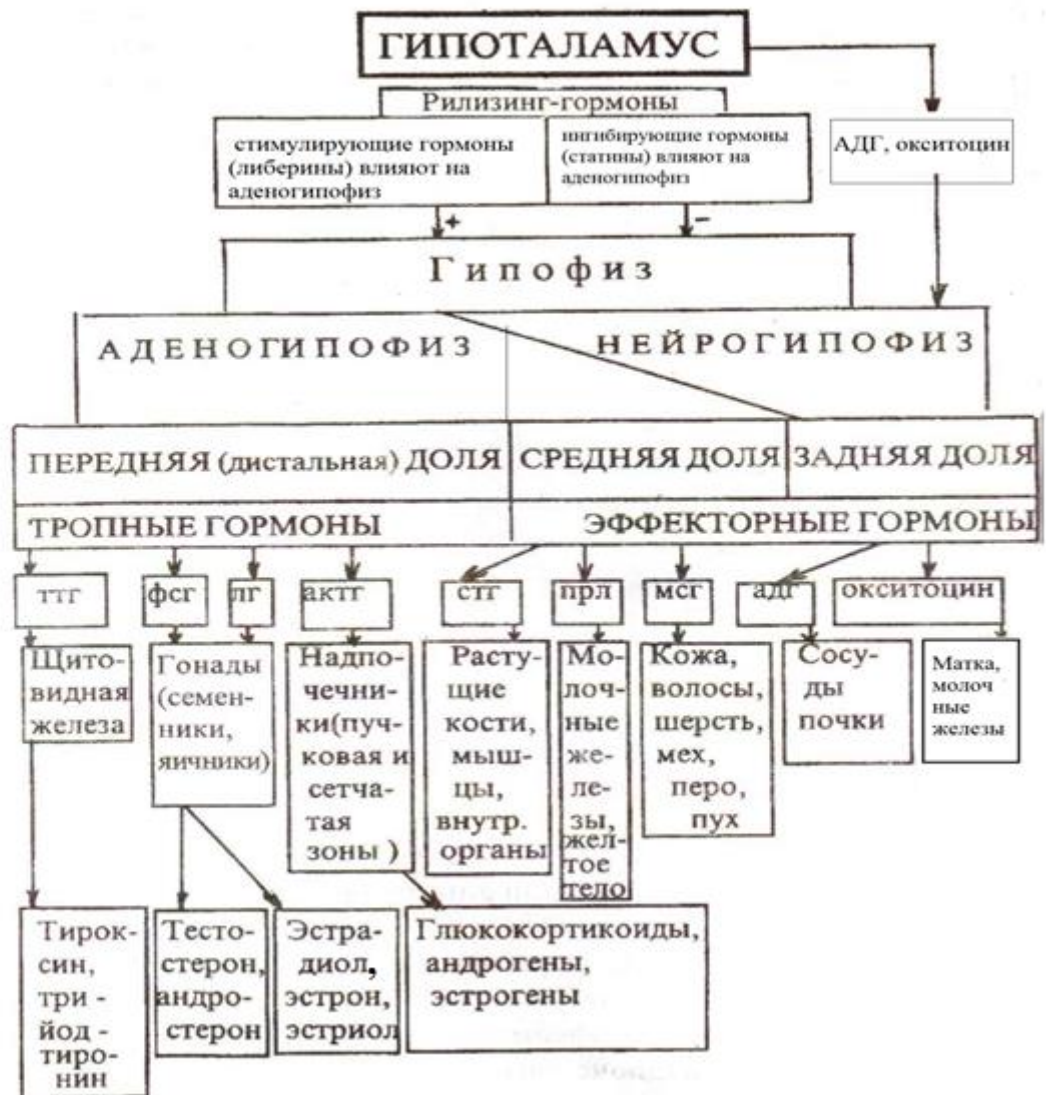 ГИПОТАЛАМУС
Рилизинг-гормоны
стимулирующие гормоны
(либерины) влияют на
аденогипофиз
ингибирующие гормоны
(статины) влияют на
аденогипофиз
АДГ, окситоцин
+
-
Гипофиз
АДЕНОГИПОФИЗ
НЕЙРОГИПОФИЗ
ПЕРЕДНЯЯ (дистальная) ДОЛЯ
СРЕДНЯЯ ДОЛЯ
ЗАДНЯЯ ДОЛЯ
ТРОПНЫЕ ГОРМОНЫ
ЭФФЕКТОРНЫЕ ГОРМОНЫ
ттг
фсг
лг
актг
стг
прл
мсг
адг
окситоцин
Щито-
видная
железа
Гонады
(семен-
ники,
яичники)
Надпо-
чечни-
ки(пуч-
ковая и
сетча-
тая
зоны )
Расту-
щие
кости,
мыш-
цы,
внутр.
органы
Мо-
лоч-
ные
же-
ле-
зы,
жел-
тое
тело
Кожа,
волосы,
шерсть,
мех,
перо,
пух
Сосу-
ды
почки
Матка,
молоч
ные
железы
Тирок-
син,
три -
йод -
тиро-
нин
Тесто-
стерон,
андро-
стерон
Эстра-
диол,
эстрон,
эстриол
Глюкокортикоиды,
андрогены,
эстрогены